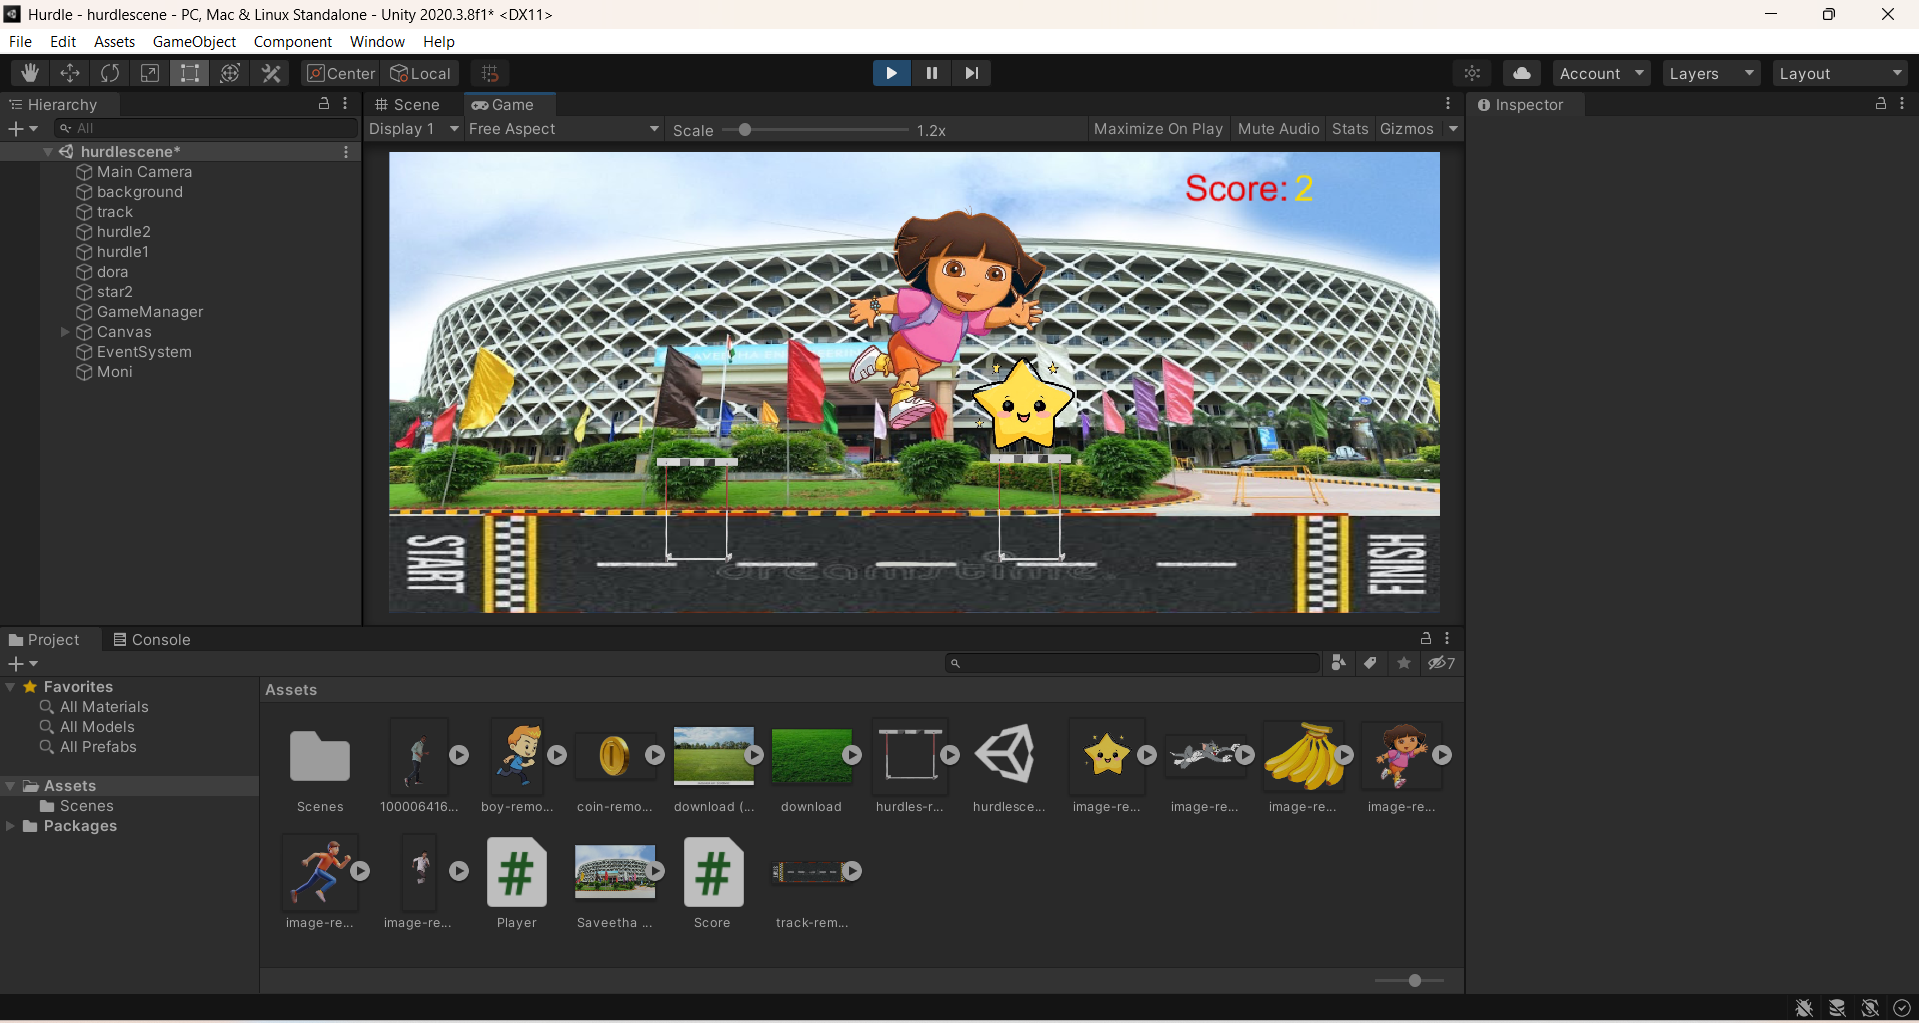 Hurdle - hurdlescene - PC, Mac & Linux Standalone - Unity 2020.3.8f1* <DX11>
File Edit Assets GameObject Component Window Help
Center Local Account Layers Layout
Hierarchy Scene Game Inspector
All Display 1 Free Aspect Scale 1.2x Maximize On Play Mute Audio Stats Gizmos
hurdlescene*
Main Camera
background
track
hurdle2
hurdle1
dora
star2
GameManager
Canvas
EventSystem
Moni
Score: 2
START
FINISH
dreamstime.
Project Console
7
Favorites
All Materials
All Models
All Prefabs
Assets
Scenes
Packages
Assets
Scenes 100006416... boy-remo... coin-remo... download (... download hurdles-r... hurdlesce... image-re... image-re... image-re... image-re...
image-re... image-re... Player Saveetha ... Score track-rem...